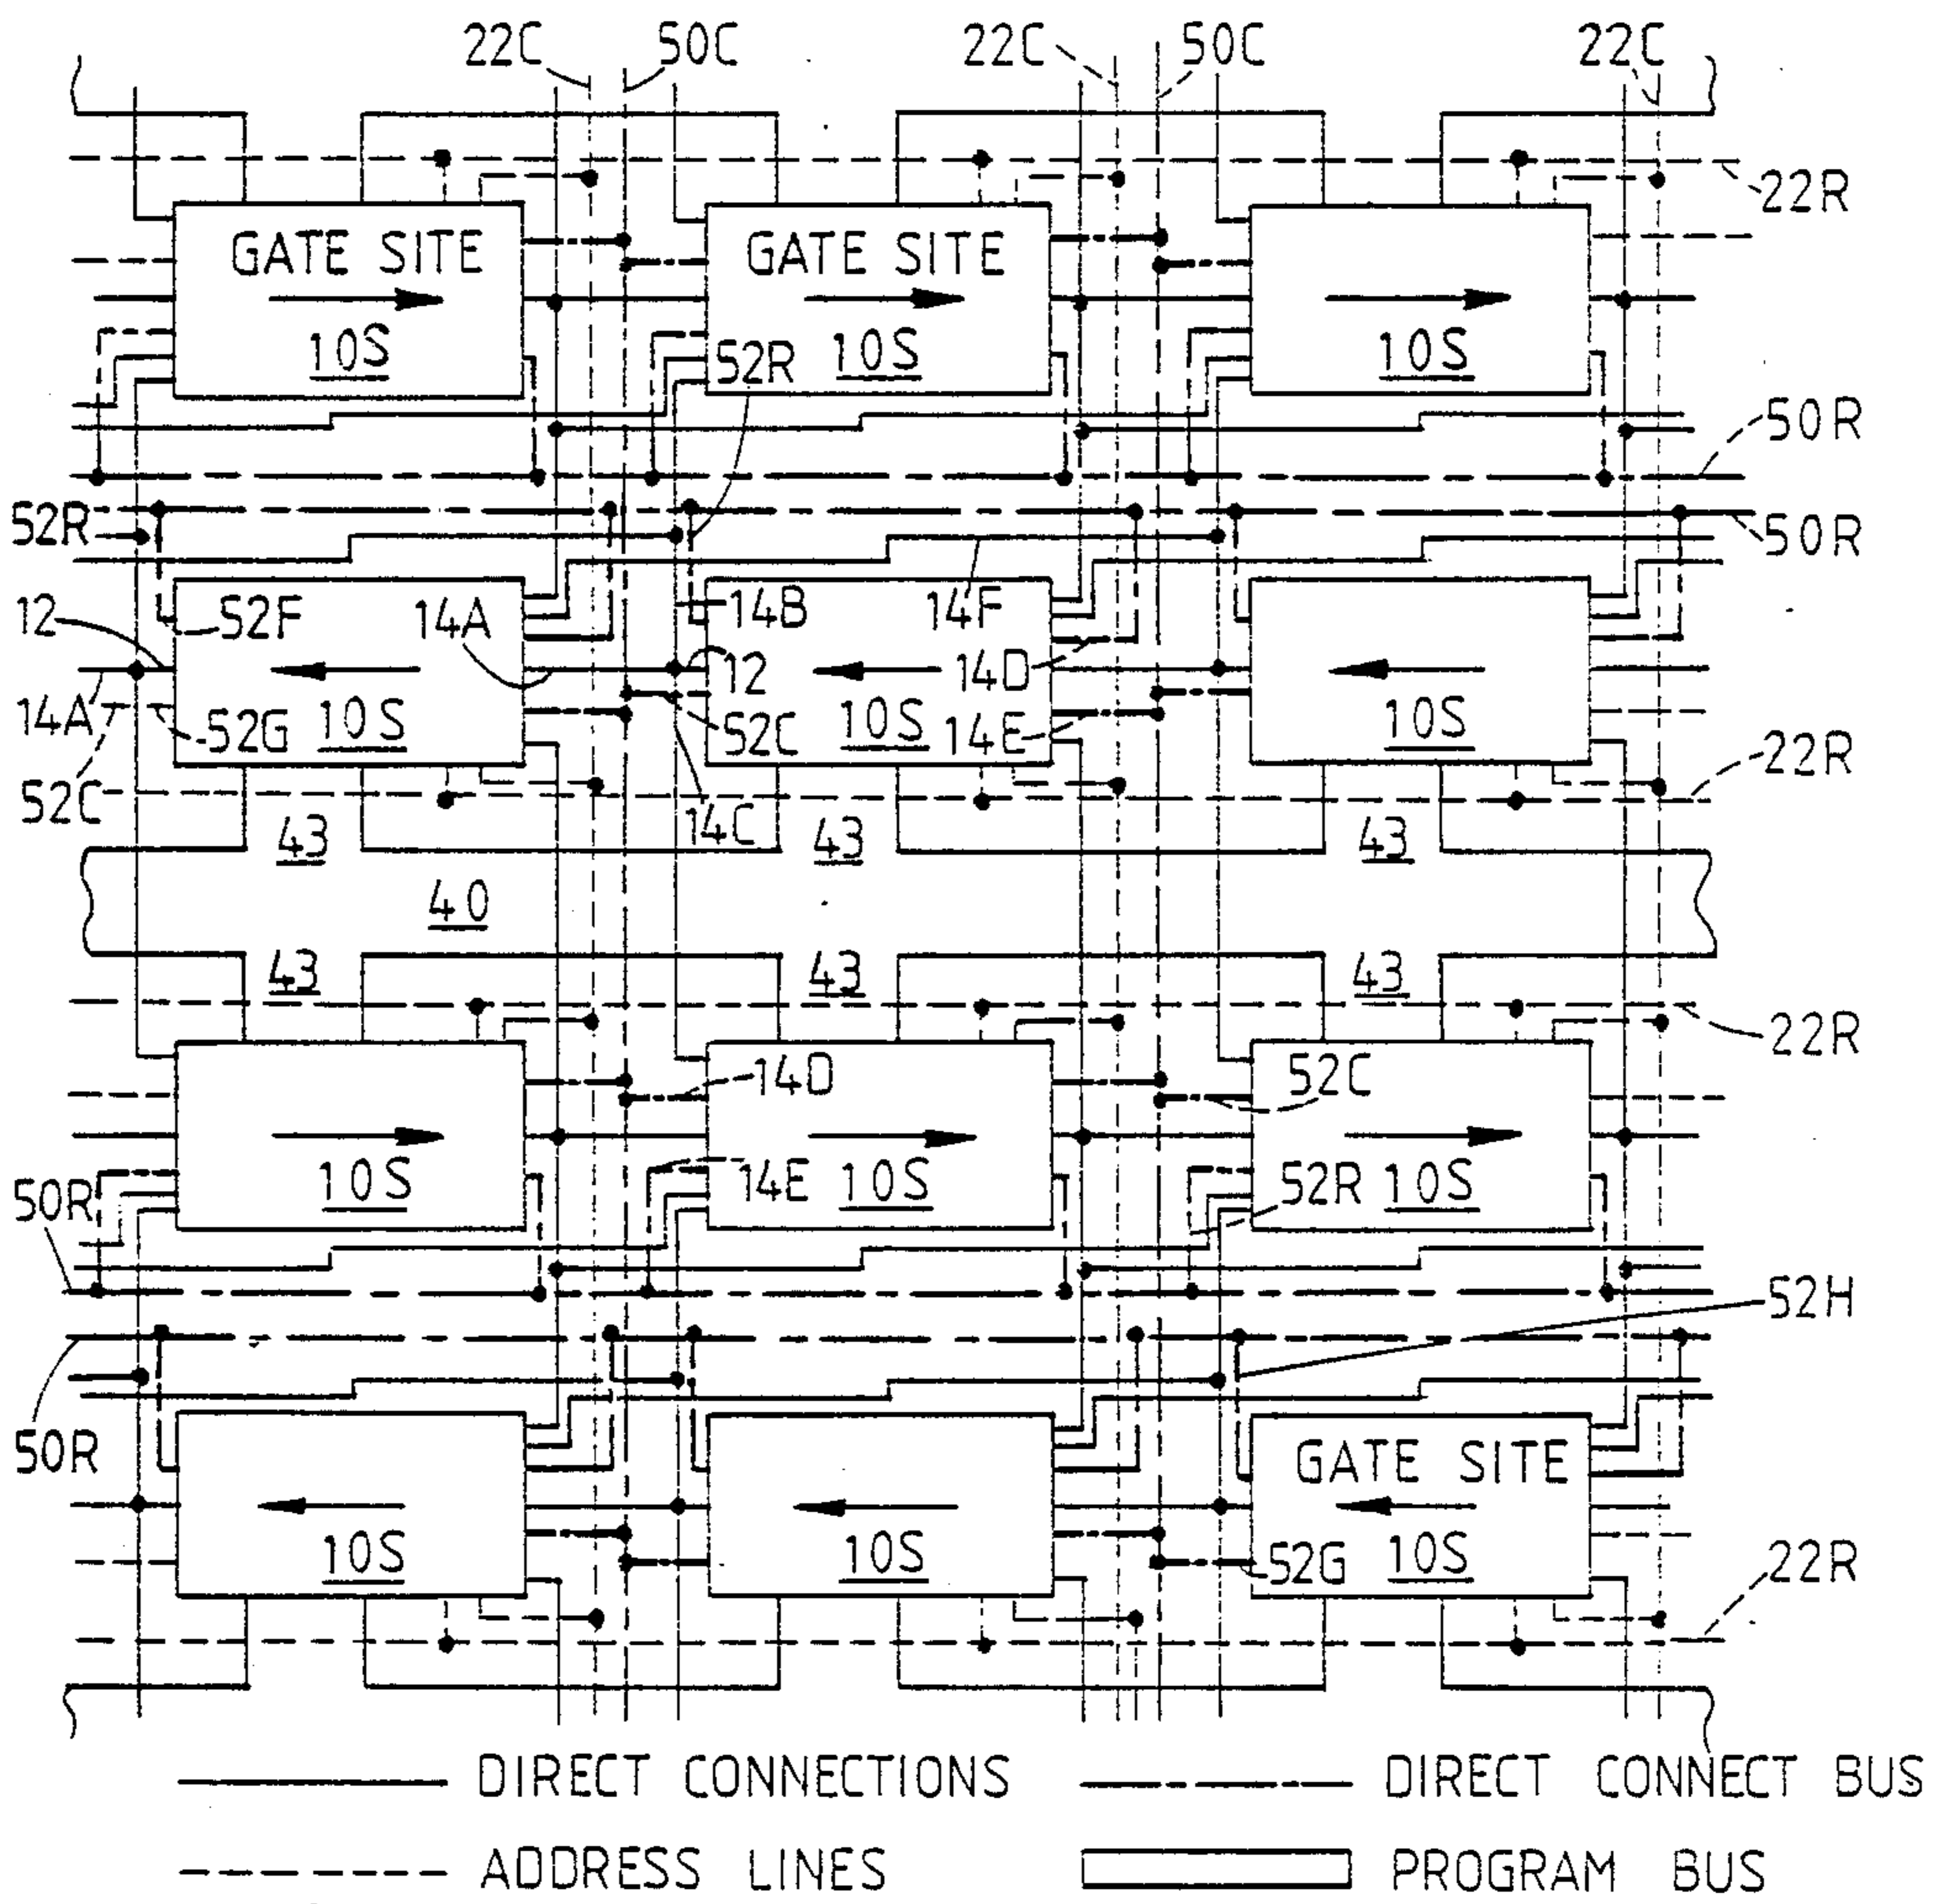 22C 50C 22C 50C 22C
22R
GATE SITE GATE SITE
10S 10S 10S
52R
50R
52R
50R
12 52F 14A 14B 14F
12 14D
14A 52G 10S 52C 10S 14E 10S
22R
52C
14C
43 43 43
40
43 43 43
22R
14D 52C
50R 10S 14E 10S 52R 10S
52H
50R
GATE SITE
10S 10S 52G 10S
22R
DIRECT CONNECTIONS DIRECT CONNECT BUS
ADDRESS LINES PROGRAM BUS